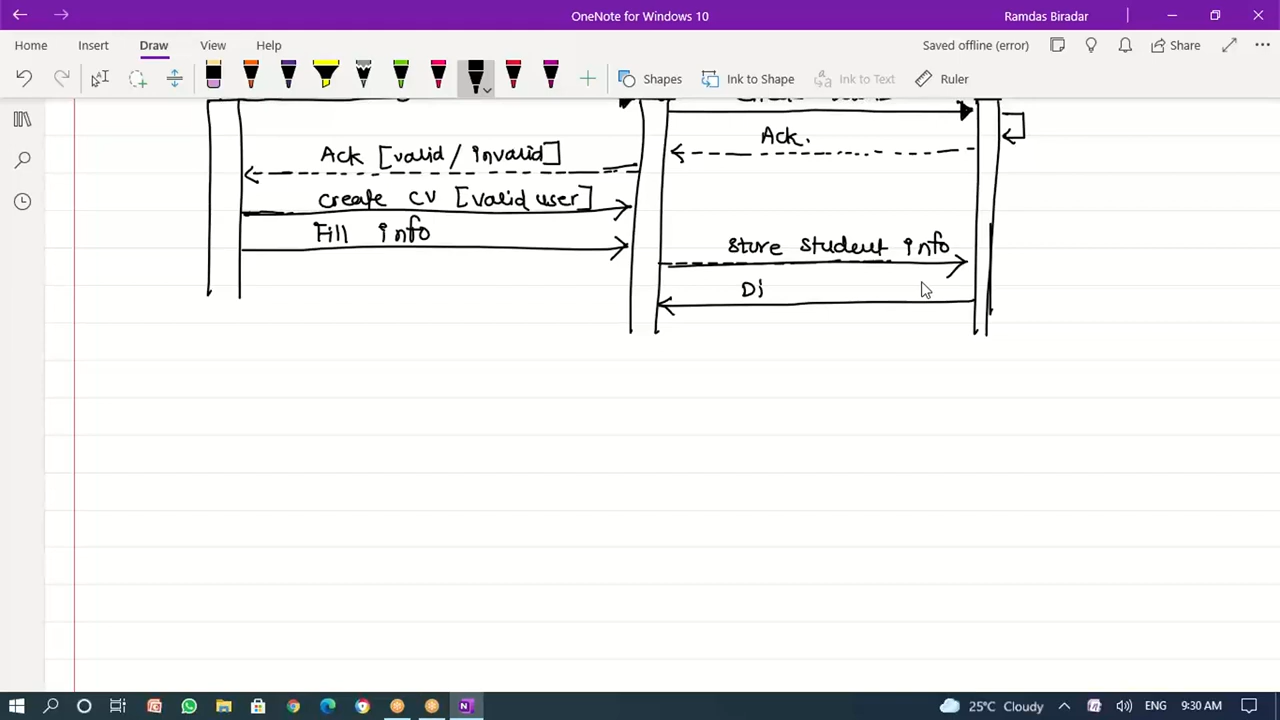 OneNote for Windows 10
Ramdas Biradar
Home Insert Draw View Help
Saved offline (error)
Share
Shapes
Ink to Shape
Ink to Text
Ruler
Ack.
Ack [valid / invalid]
create cv [valid user]
Fill info
store student info
Di
25°C Cloudy
ENG
9:30 AM